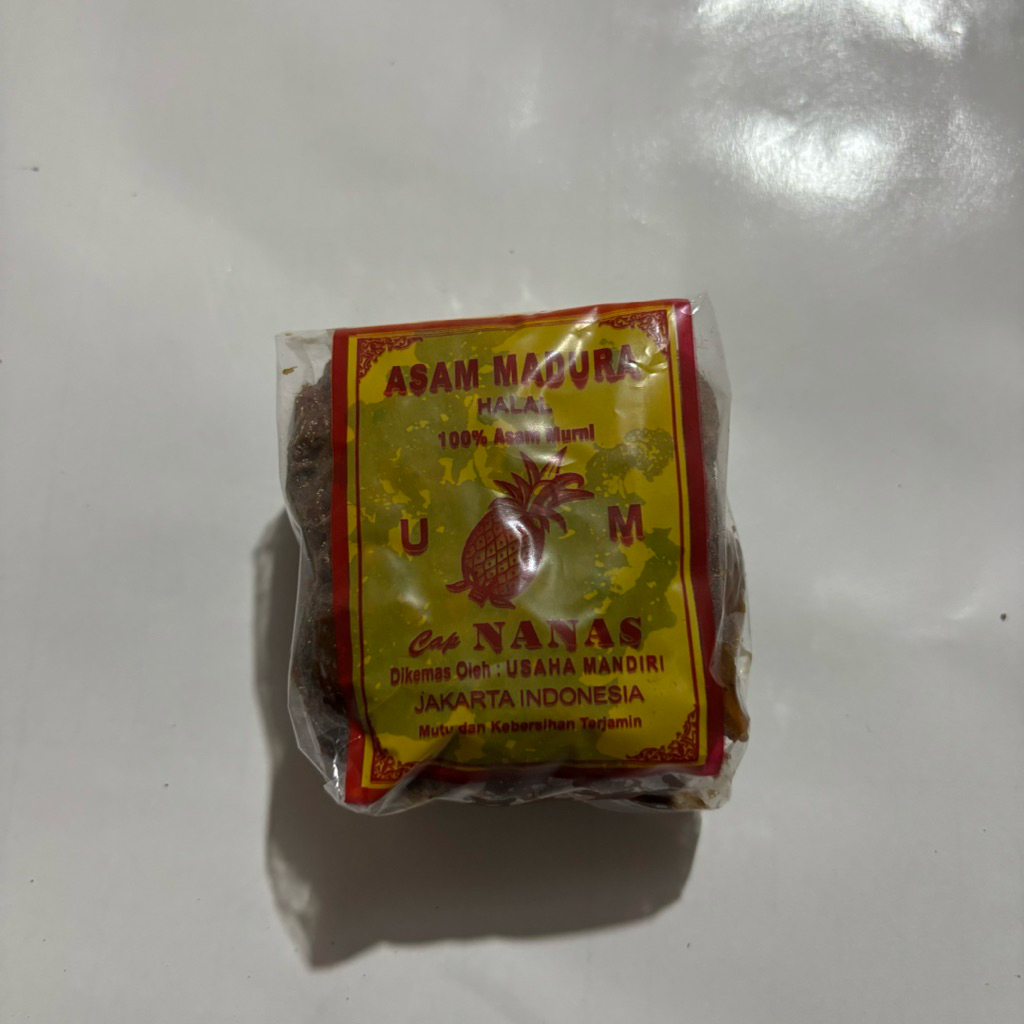 ASAM MADURA
HALAL
100% Asam Murni
U M
Cap NANAS
Dikemas Oleh : USAHA MANDIRI
JAKARTA INDONESIA
Mutu dan Kebersihan Terjamin